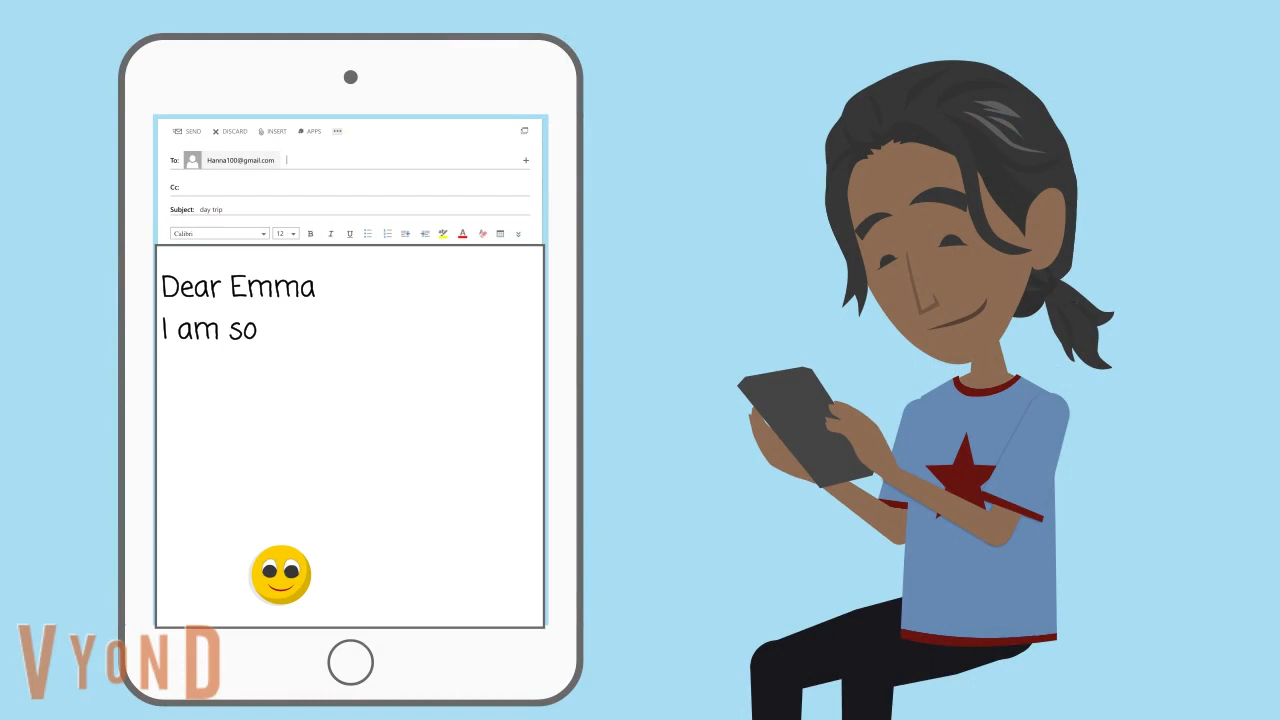 SEND DISCARD INSERT APPS
To: Hanna100@gmail.com
Cc:
Subject: day trip
Calibri 12 B I U A
Dear Emma
I am so
VYOND